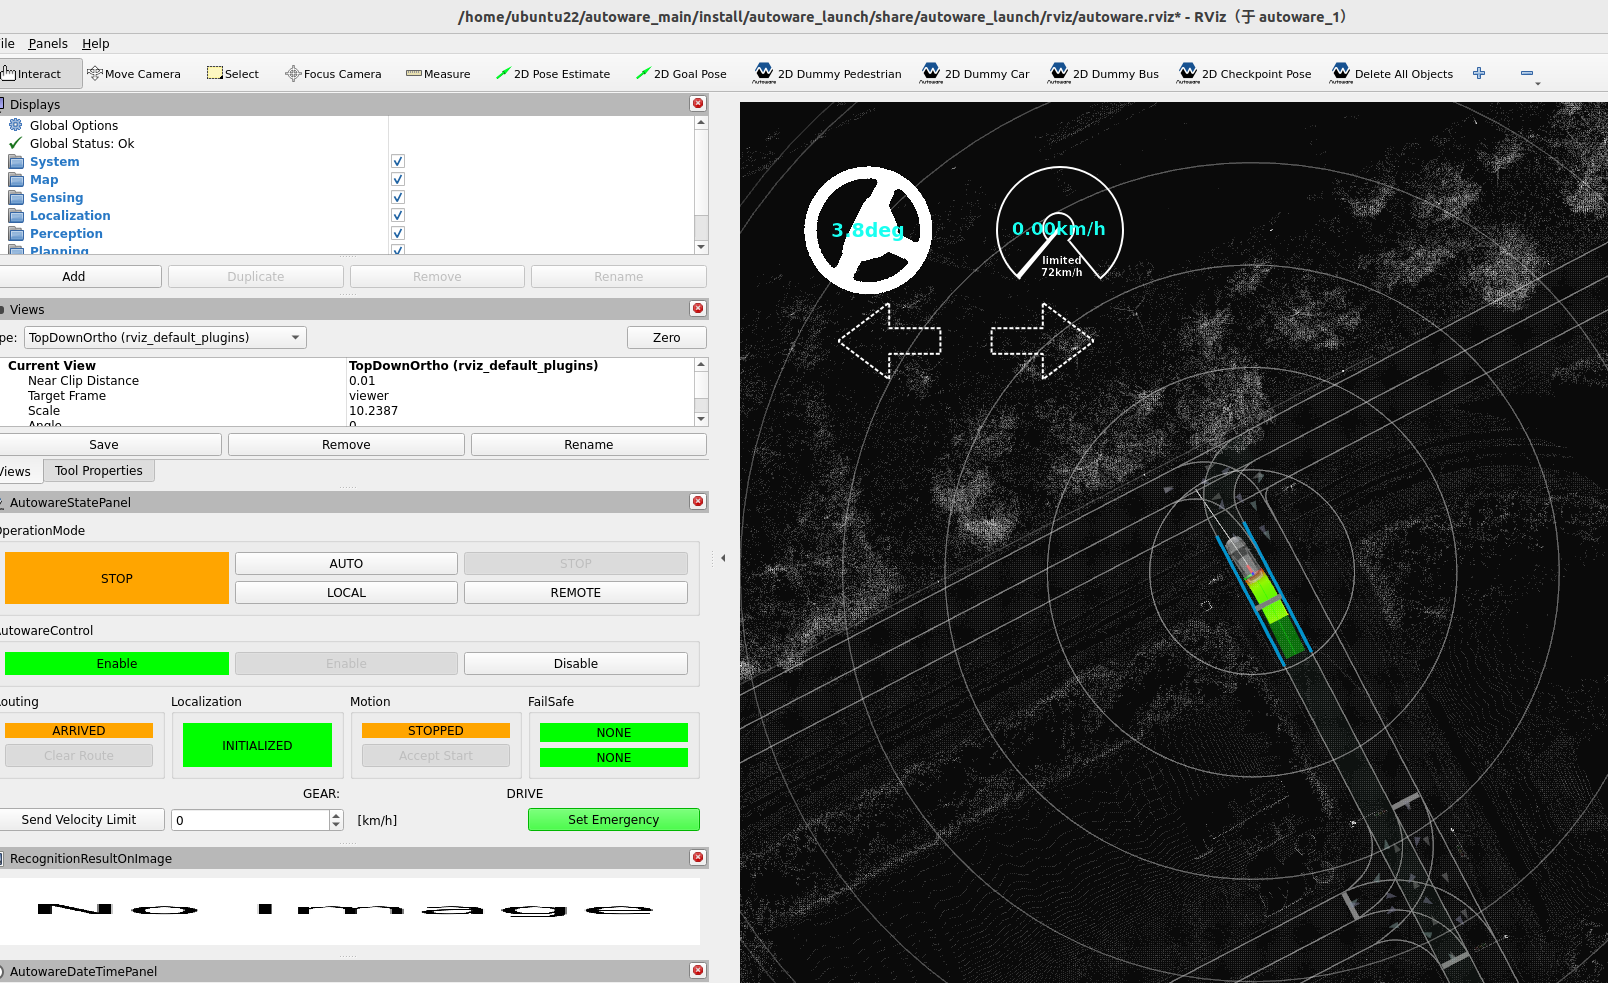 /home/ubuntu22/autoware_main/install/autoware_launch/share/autoware_launch/rviz/autoware.rviz* - RViz（于 autoware_1）
ile Panels Help
Interact Move Camera Select Focus Camera Measure 2D Pose Estimate 2D Goal Pose 2D Dummy Pedestrian 2D Dummy Car 2D Dummy Bus 2D Checkpoint Pose Delete All Objects
Displays
Global Options
Global Status: Ok
System
Map
Sensing
Localization
Perception
Planning
Add Duplicate Remove Rename
Views
pe: TopDownOrtho (rviz_default_plugins) Zero
Current View TopDownOrtho (rviz_default_plugins)
Near Clip Distance 0.01
Target Frame viewer
Scale 10.2387
Angle 0
Save Remove Rename
Views Tool Properties
AutowareStatePanel
OperationMode
STOP AUTO STOP
LOCAL REMOTE
AutowareControl
Enable Enable Disable
outing Localization Motion FailSafe
ARRIVED INITIALIZED STOPPED NONE
Clear Route Accept Start NONE
GEAR: DRIVE
Send Velocity Limit 0 [km/h] Set Emergency
RecognitionResultOnImage
No Image
AutowareDateTimePanel
3.8deg
0.00km/h
limited
72km/h